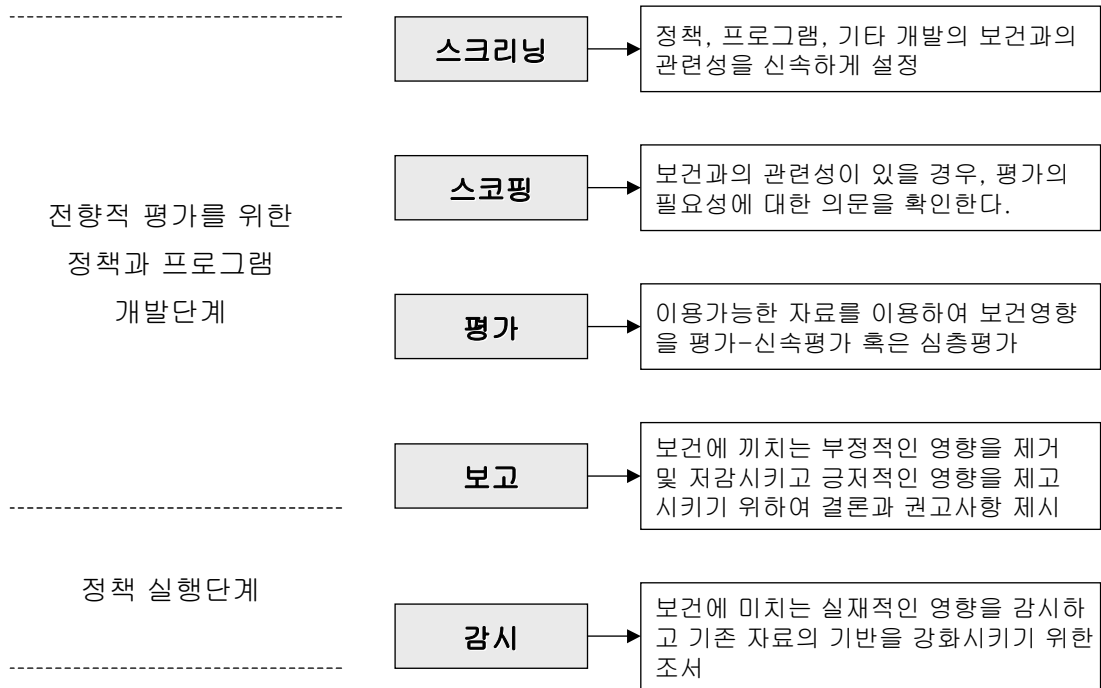 스크리닝
정책, 프로그램, 기타 개발의 보건과의
관련성을 신속하게 설정
스코핑
보건과의 관련성이 있을 경우, 평가의
필요성에 대한 의문을 확인한다.
전향적 평가를 위한
정책과 프로그램
개발단계
평가
이용가능한 자료를 이용하여 보건영향
을 평가-신속평가 혹은 심층평가
보고
보건에 끼치는 부정적인 영향을 제거
및 저감시키고 긍저적인 영향을 제고
시키기 위하여 결론과 권고사항 제시
정책 실행단계
감시
보건에 미치는 실재적인 영향을 감시하
고 기존 자료의 기반을 강화시키기 위한
조서